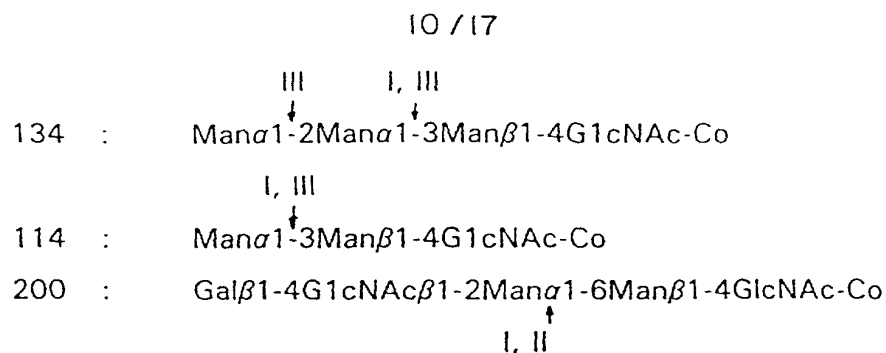 10/17
III I, III
134 : Manα1-2Manα1-3Manβ1-4G1cNAc-Co
I, III
114 : Manα1-3Manβ1-4G1cNAc-Co
200 : Galβ1-4G1cNAcβ1-2Manα1-6Manβ1-4GlcNAc-Co
I, II